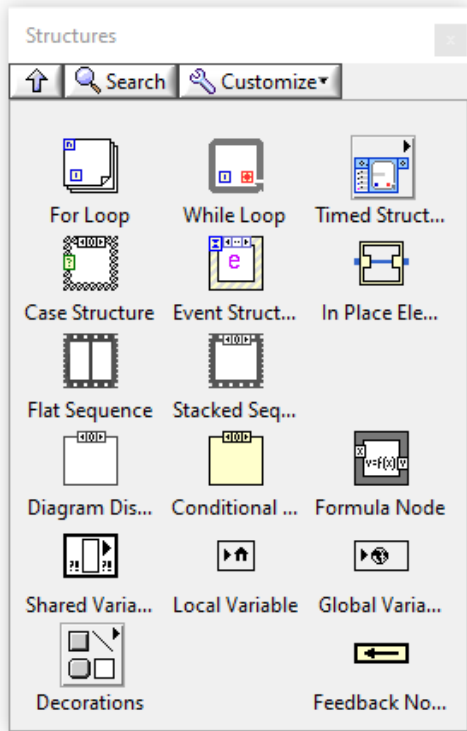 Structures
Search Customize
For Loop While Loop Timed Struct...
Case Structure Event Struct... In Place Ele...
Flat Sequence Stacked Seq...
Diagram Dis... Conditional ... Formula Node
Shared Varia... Local Variable Global Varia...
Decorations Feedback No...